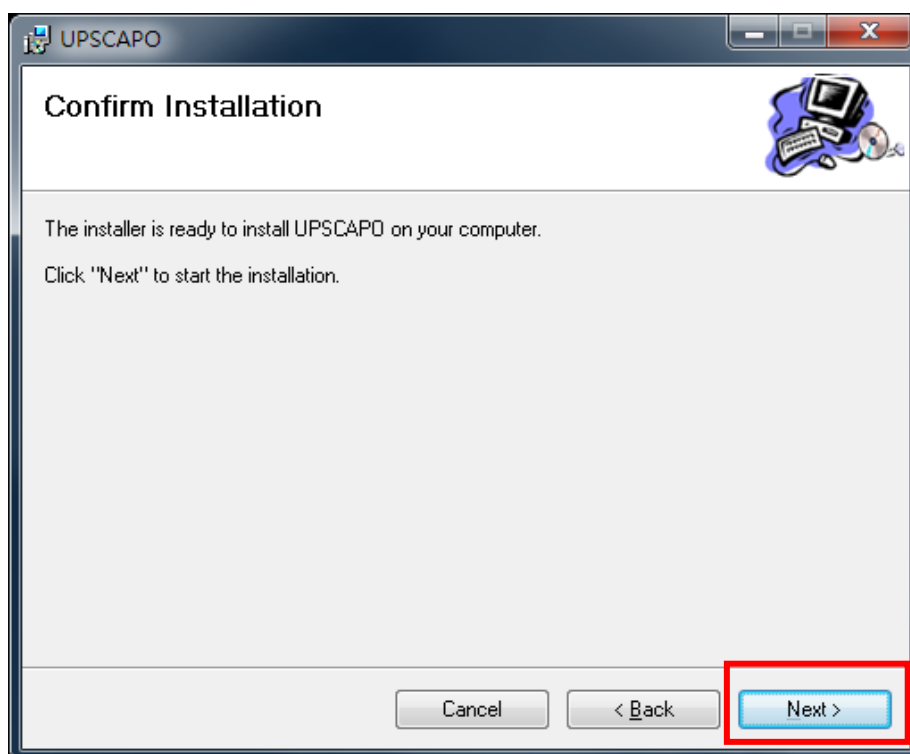 UPSCAPO
Confirm Installation
The installer is ready to install UPSCAPO on your computer.
Click "Next" to start the installation.
Cancel
< Back
Next >